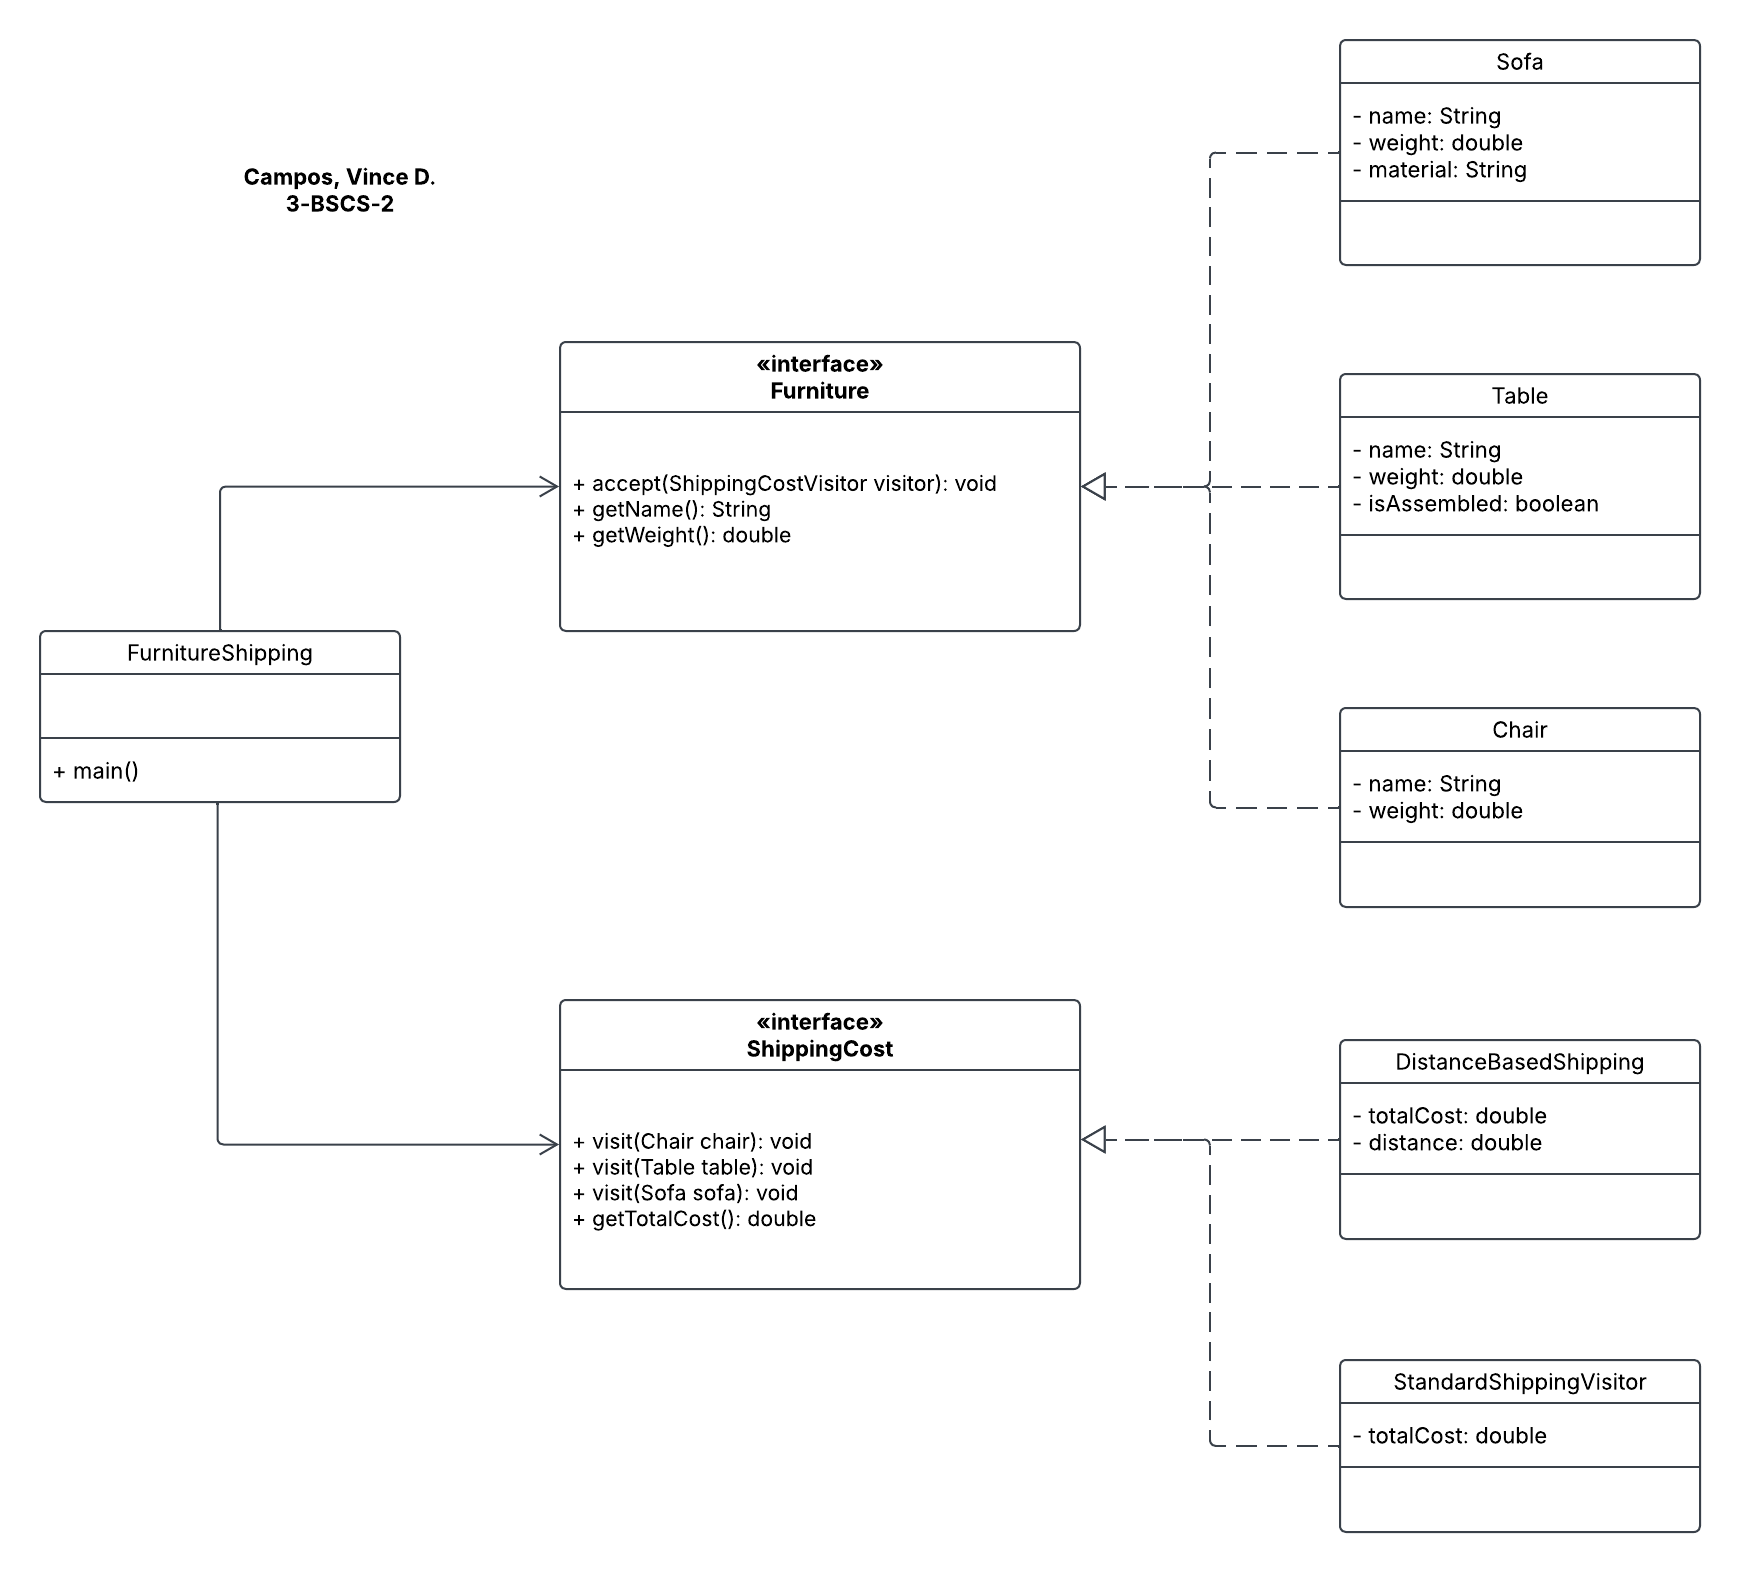 Campos, Vince D.
3-BSCS-2
Sofa
- name: String
- weight: double
- material: String
«interface»
Furniture
+ accept(ShippingCostVisitor visitor): void
+ getName(): String
+ getWeight(): double
Table
- name: String
- weight: double
- isAssembled: boolean
FurnitureShipping
+ main()
Chair
- name: String
- weight: double
«interface»
ShippingCost
+ visit(Chair chair): void
+ visit(Table table): void
+ visit(Sofa sofa): void
+ getTotalCost(): double
DistanceBasedShipping
- totalCost: double
- distance: double
StandardShippingVisitor
- totalCost: double